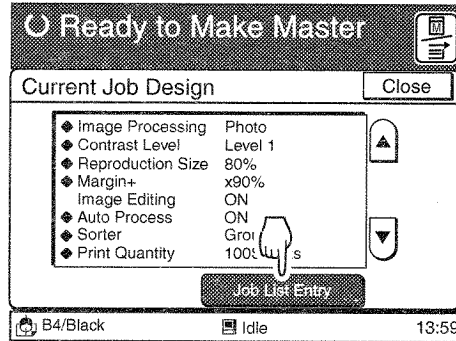 Ready to Make Master
M
Current Job Design
Close
Image Processing Photo
Contrast Level Level 1
Reproduction Size 80%
Margin+ x90%
Image Editing ON
Auto Process ON
Sorter
Print Quantity
Job List Entry
B4/Black
Idle
13:59